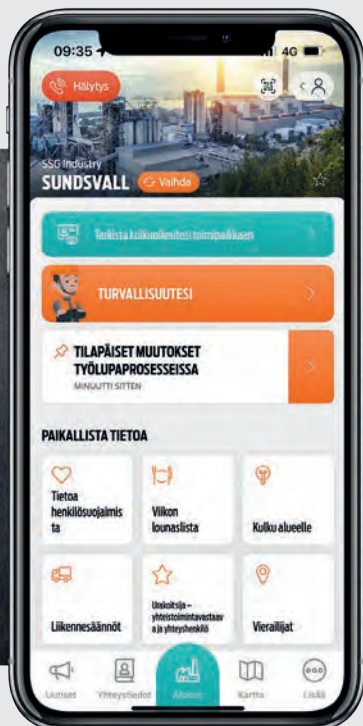 09:35
4G
Hälytys
SSG Industry
SUNDSVALL
Vaihda
Tarkista kulkuoikeutesi toimipaikkaan
TURVALLISUUTESI
TILAPÄISET MUUTOKSET
TYÖLUPAPROSESSEISSA
MINUUTTI SITTEN
PAIKALLISTA TIETOA
Tietoa
henkilösuojaimis
ta
Viikon
lounaslista
Kulku alueelle
Liikennesäännöt
Urakoitsija –
yhteistoimintavastaav
a ja yhteyshenkilö
Vierailijat
Uutiset
Yhteystiedot
Aloitus
Kartta
Lisää